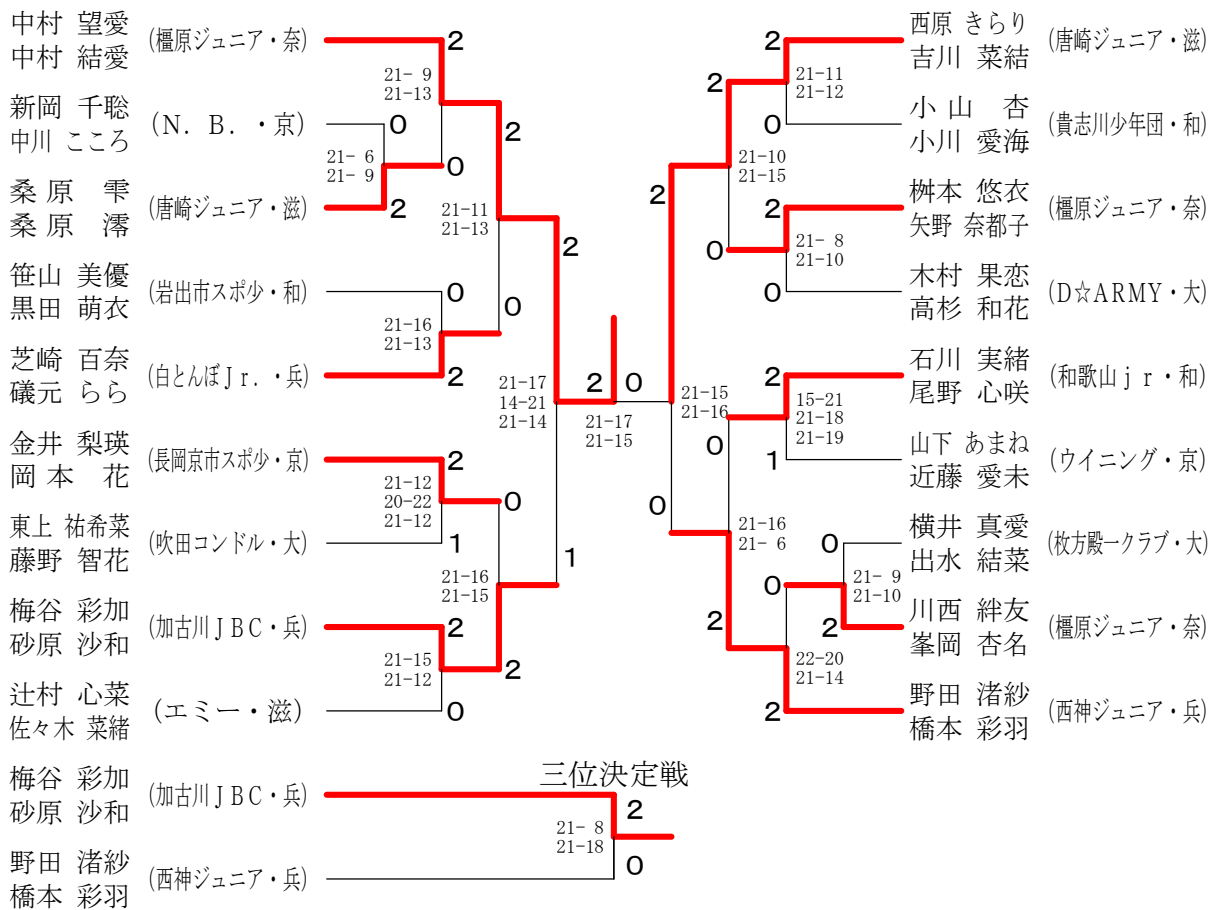 中村 望愛
中村 結愛
(橿原ジュニア・奈)
2
21- 9
21-13
新岡 千聡
中川 こころ
(N. B. ・京)
0
2
21- 6
21- 9
0
桑原 雫
桑原 澪
(唐崎ジュニア・滋)
2
21-11
21-13
2
笹山 美優
黒田 萌衣
(岩出市スポ少・和)
0
0
21-16
21-13
芝崎 百奈
礒元 らら
(白とんぼJr. ・兵)
2
21-17
14-21
21-14
2
0
21-17
21-15
金井 梨瑛
岡本 花
(長岡京市スポ少・京)
2
21-12
20-22
21-12
0
東上 祐希菜
藤野 智花
(吹田コンドル・大)
1
1
21-16
21-15
梅谷 彩加
砂原 沙和
(加古川JBC・兵)
2
21-15
21-12
2
辻村 心菜
佐々木 菜緒
(エミー・滋)
0
西原 きらり
吉川 菜結
(唐崎ジュニア・滋)
2
2
21-11
21-12
小山 杏
小川 愛海
(貴志川少年団・和)
0
21-10
21-15
2
桝本 悠衣
矢野 奈都子
(橿原ジュニア・奈)
2
0
21- 8
21-10
木村 果恋
高杉 和花
(D☆ARMY・大)
0
石川 実緒
尾野 心咲
(和歌山jr・和)
2
21-15
21-16
15-21
21-18
21-19
0
山下 あまね
近藤 愛未
(ウイニング・京)
1
0
21-16
21- 6
横井 真愛
出水 結菜
(枚方殿一クラブ・大)
0
0
21- 9
21-10
川西 絆友
峯岡 杏名
(橿原ジュニア・奈)
2
2
22-20
21-14
野田 渚紗
橋本 彩羽
(西神ジュニア・兵)
2
三位決定戦
梅谷 彩加
砂原 沙和
(加古川JBC・兵)
2
21- 8
21-18
0
野田 渚紗
橋本 彩羽
(西神ジュニア・兵)